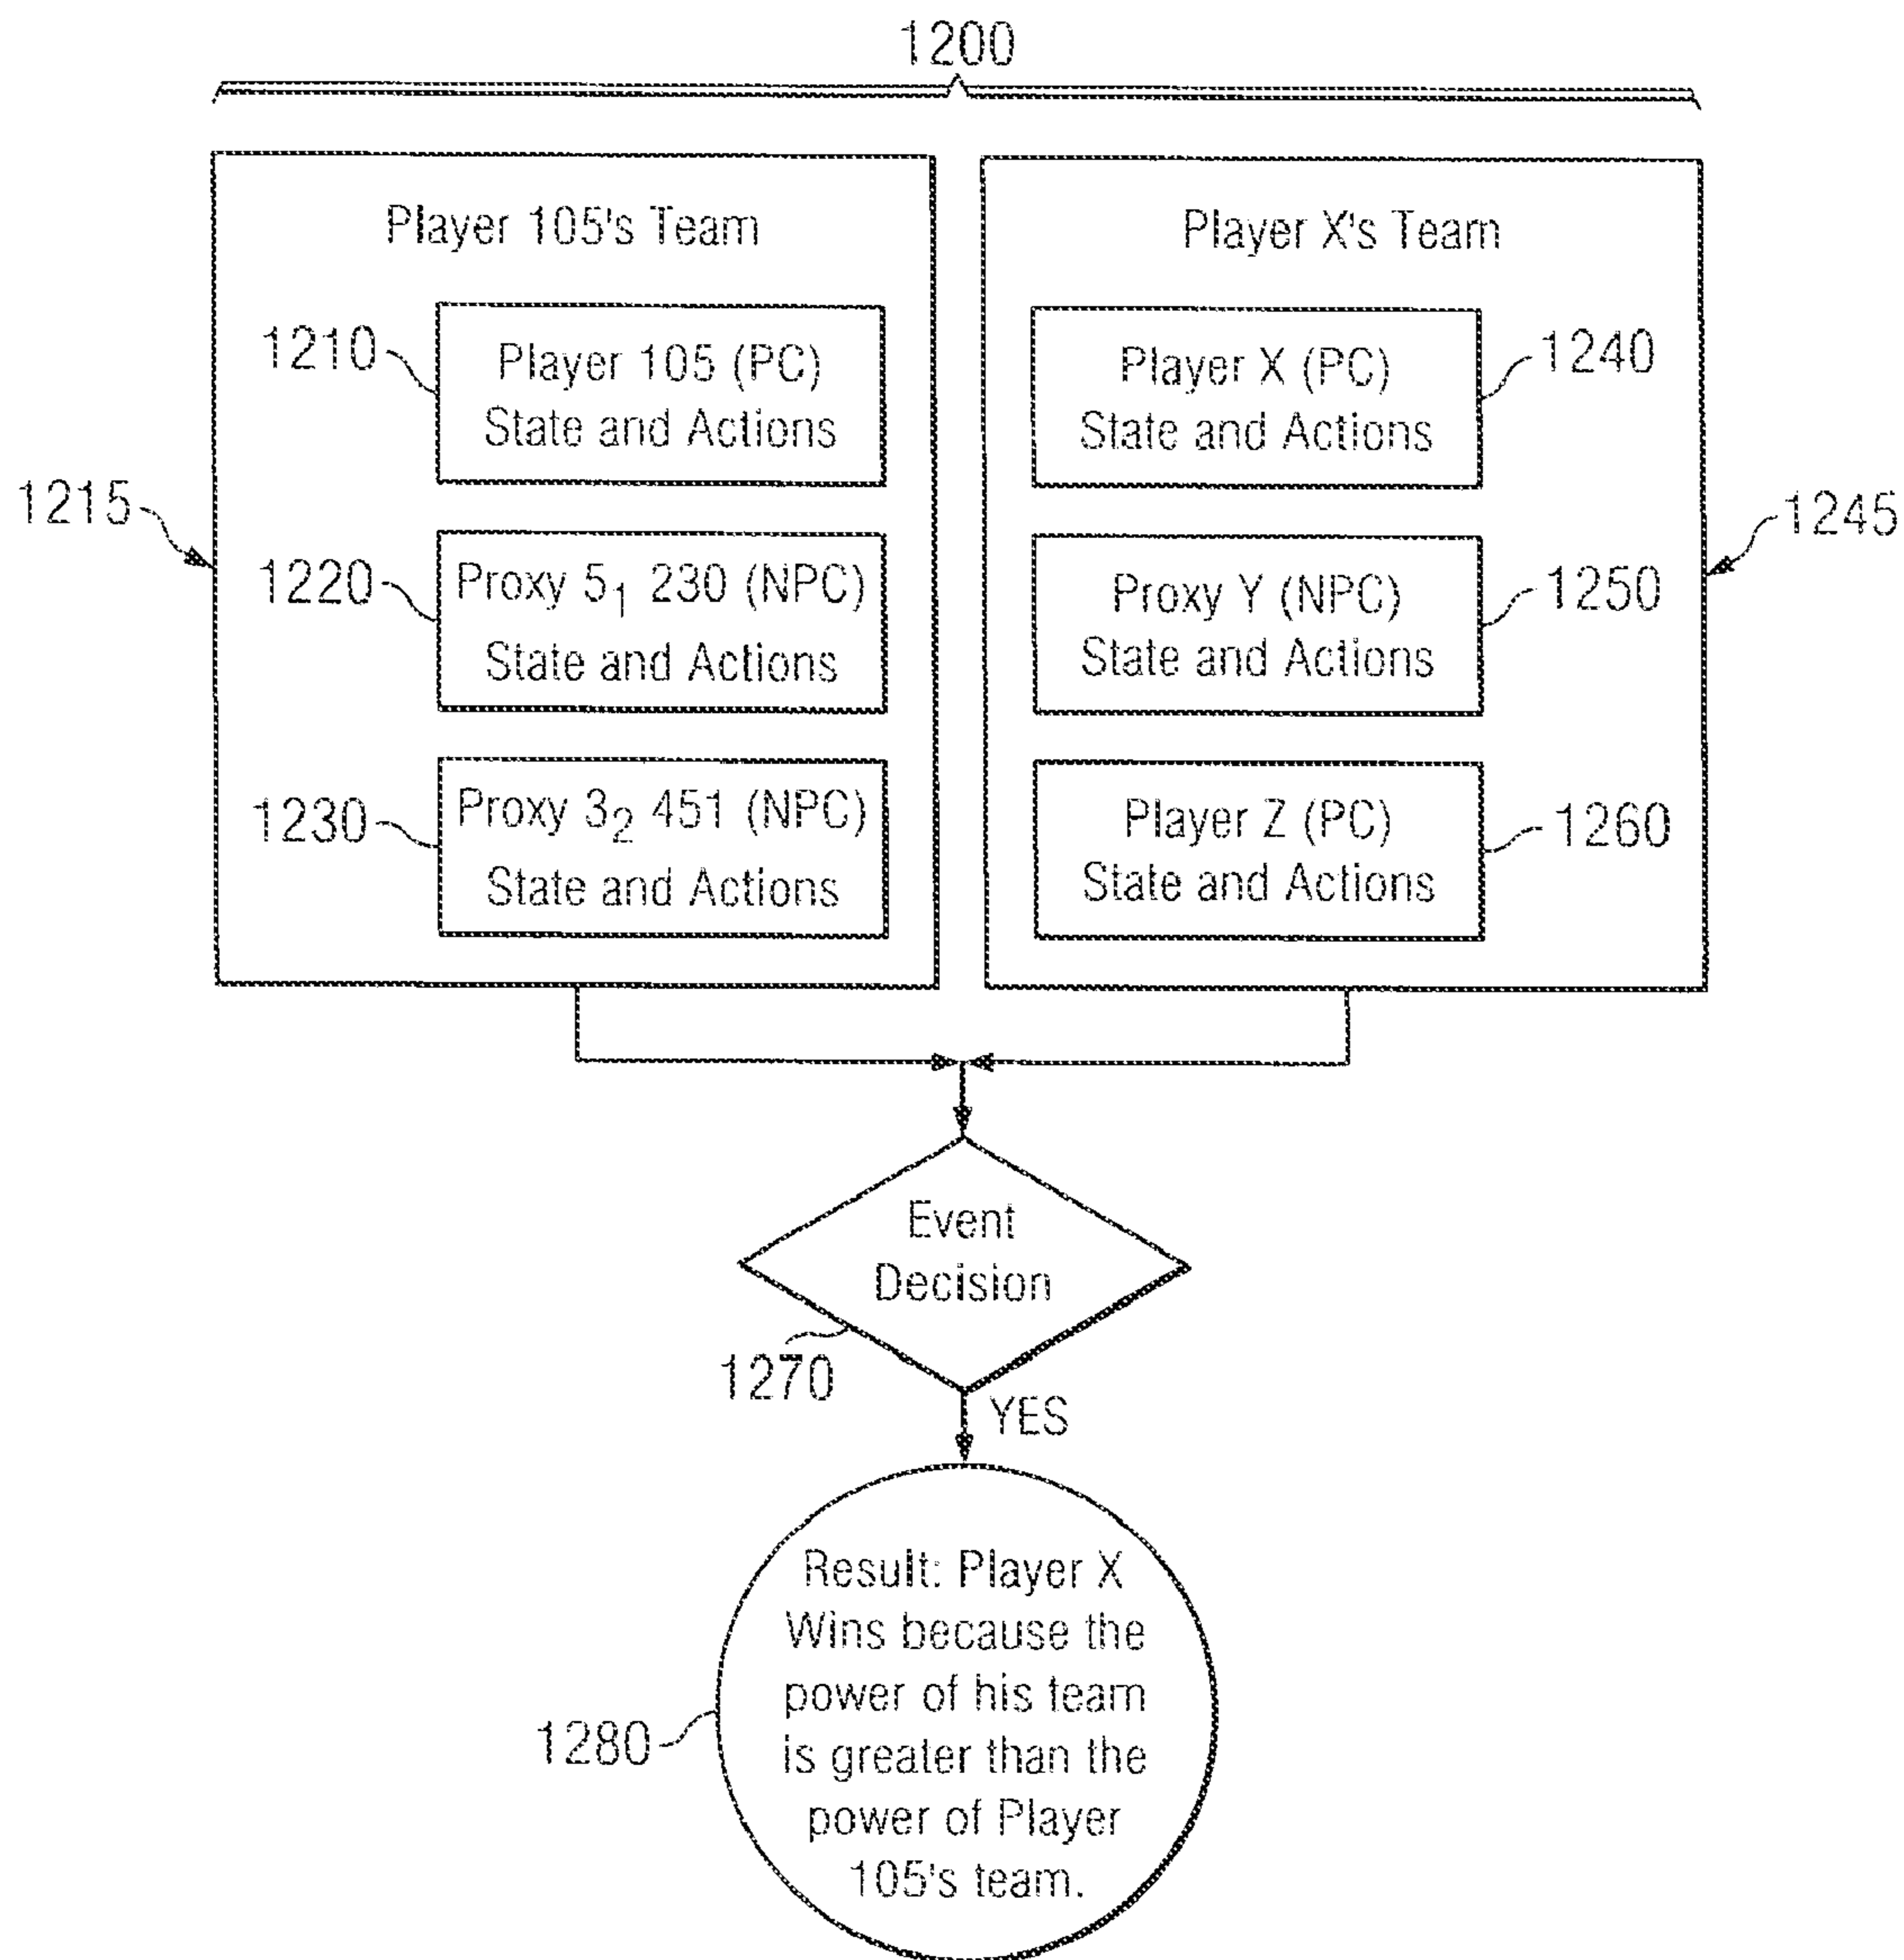 1200
Player 105's Team
1210
Player 105 (PC)
State and Actions
1215
1220
Proxy 5₁ 230 (NPC)
State and Actions
1230
Proxy 3₂ 451 (NPC)
State and Actions
Player X's Team
Player X (PC)
State and Actions
1240
1245
Proxy Y (NPC)
State and Actions
1250
Player Z (PC)
State and Actions
1260
Event
Decision
1270
YES
Result: Player X
Wins because the
power of his team
is greater than the
power of Player
105's team.
1280